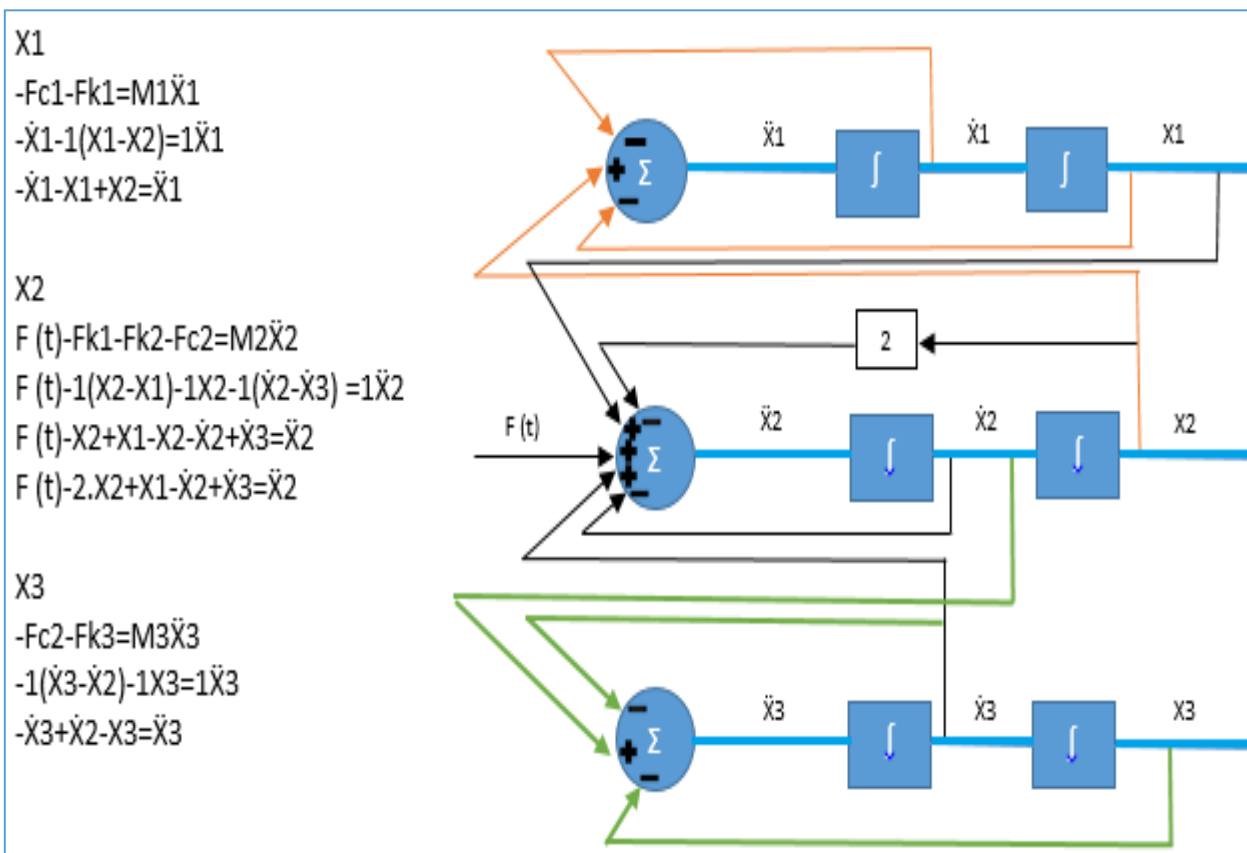 X1
-Fc1-Fk1=M1Ẍ1
-Ẋ1-1(X1-X2)=1Ẍ1
-Ẋ1-X1+X2=Ẍ1
X2
F (t)-Fk1-Fk2-Fc2=M2Ẍ2
F (t)-1(X2-X1)-1X2-1(Ẋ2-Ẋ3) =1Ẍ2
F (t)-X2+X1-X2-Ẋ2+Ẋ3=Ẍ2
F (t)-2.X2+X1-Ẋ2+Ẋ3=Ẍ2
X3
-Fc2-Fk3=M3Ẍ3
-1(Ẋ3-Ẋ2)-1X3=1Ẍ3
-Ẋ3+Ẋ2-X3=Ẍ3
− + − Σ Ẍ1 ∫ Ẋ1 ∫ X1
2
F (t) + − + + − Σ Ẍ2 ∫ Ẋ2 ∫ X2
− + − Σ Ẍ3 ∫ Ẋ3 ∫ X3